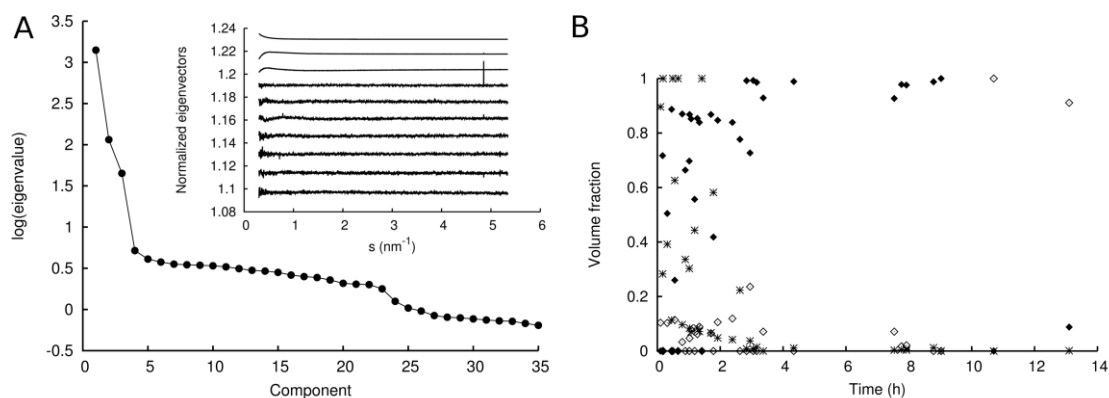 A
3.5
3
2.5
2
1.5
1
0.5
0
-0.5
log(eigenvalue)
0 5 10 15 20 25 30 35
Component
1.24
1.22
1.2
1.18
1.16
1.14
1.12
1.1
1.08
Normalized eigenvectors
0 1 2 3 4 5 6
s (nm⁻¹)
B
1
0.8
0.6
0.4
0.2
0
Volume fraction
0 2 4 6 8 10 12 14
Time (h)